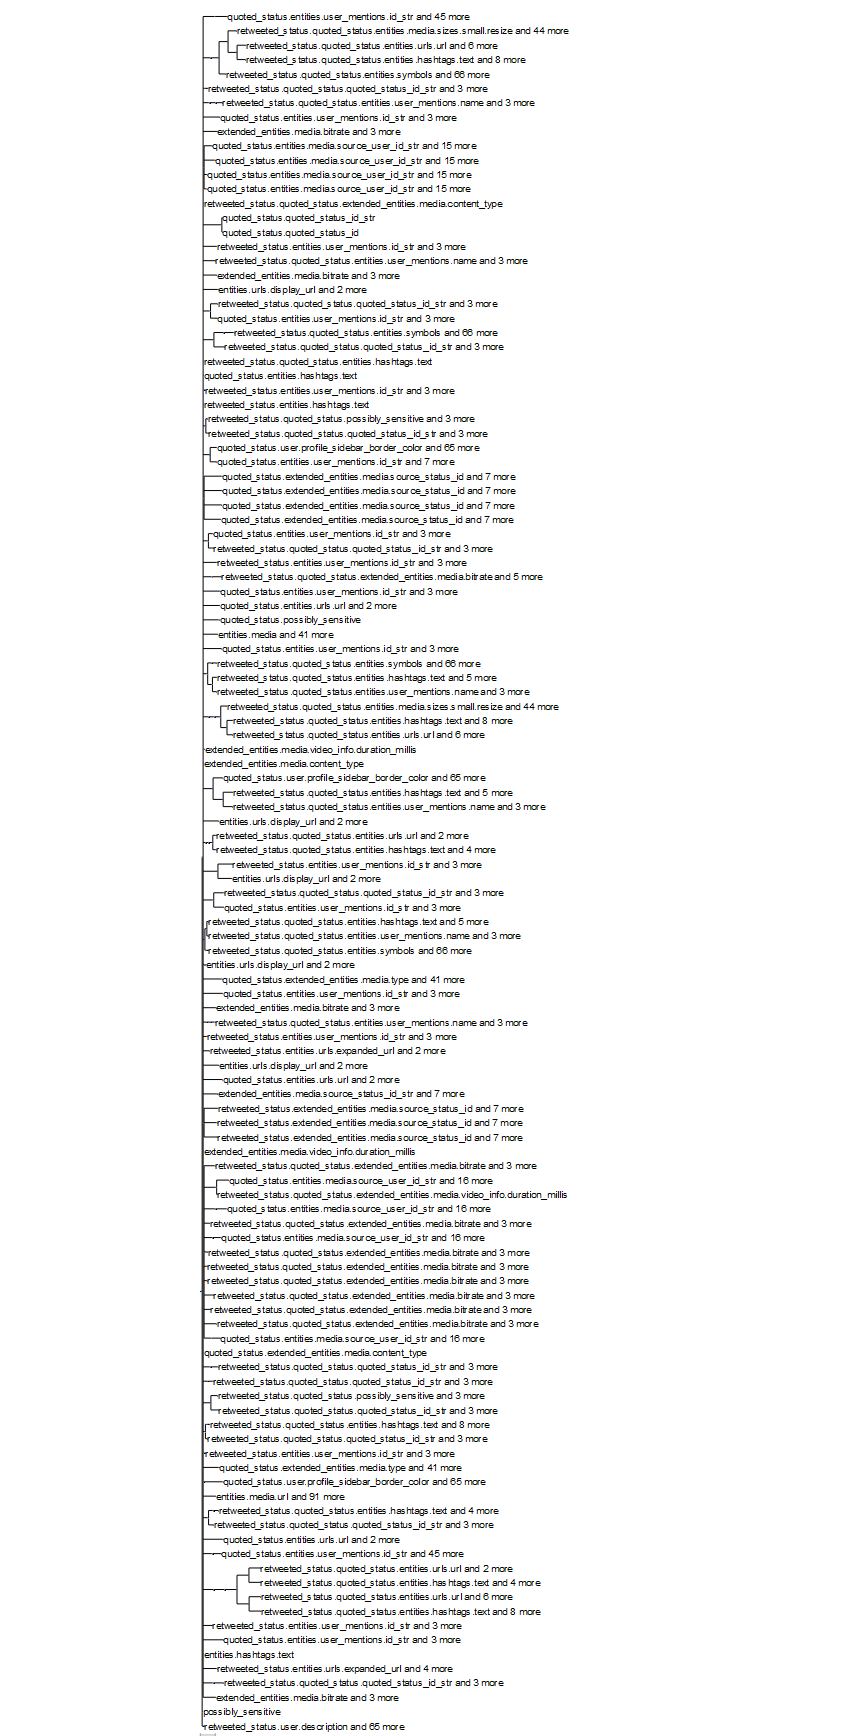 quoted_status.entities.user_mentions.id_str and 45 more
retweeted_status.quoted_status.entities.media.sizes.small.resize and 44 more
retweeted_status.quoted_status.entities.urls.url and 6 more
retweeted_status.quoted_status.entities.hashtags.text and 8 more
retweeted_status.quoted_status.entities.symbols and 66 more
retweeted_status.quoted_status.quoted_status_id_str and 3 more
retweeted_status.quoted_status.entities.user_mentions.name and 3 more
quoted_status.entities.user_mentions.id_str and 3 more
extended_entities.media.bitrate and 3 more
quoted_status.entities.media.source_user_id_str and 15 more
quoted_status.entities.media.source_user_id_str and 15 more
quoted_status.entities.media.source_user_id_str and 15 more
quoted_status.entities.media.source_user_id_str and 15 more
retweeted_status.quoted_status.extended_entities.media.content_type
quoted_status.quoted_status_id_str
quoted_status.quoted_status_id
retweeted_status.entities.user_mentions.id_str and 3 more
retweeted_status.quoted_status.entities.user_mentions.name and 3 more
extended_entities.media.bitrate and 3 more
entities.urls.display_url and 2 more
retweeted_status.quoted_status.quoted_status_id_str and 3 more
quoted_status.entities.user_mentions.id_str and 3 more
retweeted_status.quoted_status.entities.symbols and 66 more
retweeted_status.quoted_status.quoted_status_id_str and 3 more
retweeted_status.quoted_status.entities.hashtags.text
quoted_status.entities.hashtags.text
retweeted_status.entities.user_mentions.id_str and 3 more
retweeted_status.entities.hashtags.text
retweeted_status.quoted_status.possibly_sensitive and 3 more
retweeted_status.quoted_status.quoted_status_id_str and 3 more
quoted_status.user.profile_sidebar_border_color and 65 more
quoted_status.entities.user_mentions.id_str and 7 more
quoted_status.extended_entities.media.source_status_id and 7 more
quoted_status.extended_entities.media.source_status_id and 7 more
quoted_status.extended_entities.media.source_status_id and 7 more
quoted_status.extended_entities.media.source_status_id and 7 more
quoted_status.entities.user_mentions.id_str and 3 more
retweeted_status.quoted_status.quoted_status_id_str and 3 more
retweeted_status.entities.user_mentions.id_str and 3 more
retweeted_status.quoted_status.extended_entities.media.bitrate and 5 more
quoted_status.entities.user_mentions.id_str and 3 more
quoted_status.entities.urls.url and 2 more
quoted_status.possibly_sensitive
entities.media and 41 more
quoted_status.entities.user_mentions.id_str and 3 more
retweeted_status.quoted_status.entities.symbols and 66 more
retweeted_status.quoted_status.entities.hashtags.text and 5 more
retweeted_status.quoted_status.entities.user_mentions.name and 3 more
retweeted_status.quoted_status.entities.media.sizes.small.resize and 44 more
retweeted_status.quoted_status.entities.hashtags.text and 8 more
retweeted_status.quoted_status.entities.urls.url and 6 more
extended_entities.media.video_info.duration_millis
extended_entities.media.content_type
quoted_status.user.profile_sidebar_border_color and 65 more
retweeted_status.quoted_status.entities.hashtags.text and 5 more
retweeted_status.quoted_status.entities.user_mentions.name and 3 more
entities.urls.display_url and 2 more
retweeted_status.quoted_status.entities.urls.url and 2 more
retweeted_status.quoted_status.entities.hashtags.text and 4 more
retweeted_status.entities.user_mentions.id_str and 3 more
entities.urls.display_url and 2 more
retweeted_status.quoted_status.quoted_status_id_str and 3 more
quoted_status.entities.user_mentions.id_str and 3 more
retweeted_status.quoted_status.entities.hashtags.text and 5 more
retweeted_status.quoted_status.entities.user_mentions.name and 3 more
retweeted_status.quoted_status.entities.symbols and 66 more
entities.urls.display_url and 2 more
quoted_status.extended_entities.media.type and 41 more
quoted_status.entities.user_mentions.id_str and 3 more
extended_entities.media.bitrate and 3 more
retweeted_status.quoted_status.entities.user_mentions.name and 3 more
retweeted_status.entities.user_mentions.id_str and 3 more
retweeted_status.entities.urls.expanded_url and 2 more
entities.urls.display_url and 2 more
quoted_status.entities.urls.url and 2 more
extended_entities.media.source_status_id_str and 7 more
retweeted_status.extended_entities.media.source_status_id and 7 more
retweeted_status.extended_entities.media.source_status_id and 7 more
retweeted_status.extended_entities.media.source_status_id and 7 more
extended_entities.media.video_info.duration_millis
retweeted_status.quoted_status.extended_entities.media.bitrate and 3 more
quoted_status.entities.media.source_user_id_str and 16 more
retweeted_status.quoted_status.extended_entities.media.video_info.duration_millis
quoted_status.entities.media.source_user_id_str and 16 more
retweeted_status.quoted_status.extended_entities.media.bitrate and 3 more
quoted_status.entities.media.source_user_id_str and 16 more
retweeted_status.quoted_status.extended_entities.media.bitrate and 3 more
retweeted_status.quoted_status.extended_entities.media.bitrate and 3 more
retweeted_status.quoted_status.extended_entities.media.bitrate and 3 more
retweeted_status.quoted_status.extended_entities.media.bitrate and 3 more
retweeted_status.quoted_status.extended_entities.media.bitrate and 3 more
retweeted_status.quoted_status.extended_entities.media.bitrate and 3 more
quoted_status.entities.media.source_user_id_str and 16 more
quoted_status.extended_entities.media.content_type
retweeted_status.quoted_status.quoted_status_id_str and 3 more
retweeted_status.quoted_status.quoted_status_id_str and 3 more
retweeted_status.quoted_status.possibly_sensitive and 3 more
retweeted_status.quoted_status.quoted_status_id_str and 3 more
retweeted_status.quoted_status.entities.hashtags.text and 8 more
retweeted_status.quoted_status.quoted_status_id_str and 3 more
retweeted_status.entities.user_mentions.id_str and 3 more
quoted_status.extended_entities.media.type and 41 more
quoted_status.user.profile_sidebar_border_color and 65 more
entities.media.url and 91 more
retweeted_status.quoted_status.entities.hashtags.text and 4 more
retweeted_status.quoted_status.quoted_status_id_str and 3 more
quoted_status.entities.urls.url and 2 more
quoted_status.entities.user_mentions.id_str and 45 more
retweeted_status.quoted_status.entities.urls.url and 2 more
retweeted_status.quoted_status.entities.hashtags.text and 4 more
retweeted_status.quoted_status.entities.urls.url and 6 more
retweeted_status.quoted_status.entities.hashtags.text and 8 more
retweeted_status.entities.user_mentions.id_str and 3 more
quoted_status.entities.user_mentions.id_str and 3 more
entities.hashtags.text
retweeted_status.entities.urls.expanded_url and 4 more
retweeted_status.quoted_status.quoted_status_id_str and 3 more
extended_entities.media.bitrate and 3 more
possibly_sensitive
retweeted_status.user.description and 65 more